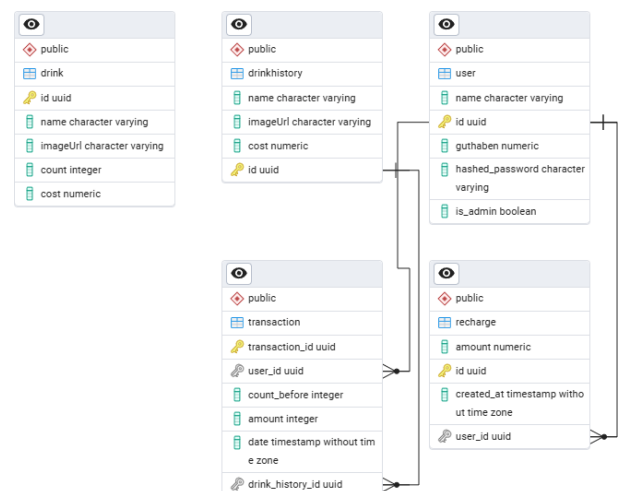 public
drink
id uuid
name character varying
imageUrl character varying
count integer
cost numeric
public
drinkhistory
name character varying
imageUrl character varying
cost numeric
id uuid
public
user
name character varying
id uuid
guthaben numeric
hashed_password character
varying
is_admin boolean
public
transaction
transaction_id uuid
user_id uuid
count_before integer
amount integer
date timestamp without tim
e zone
drink_history_id uuid
public
recharge
amount numeric
id uuid
created_at timestamp witho
ut time zone
user_id uuid